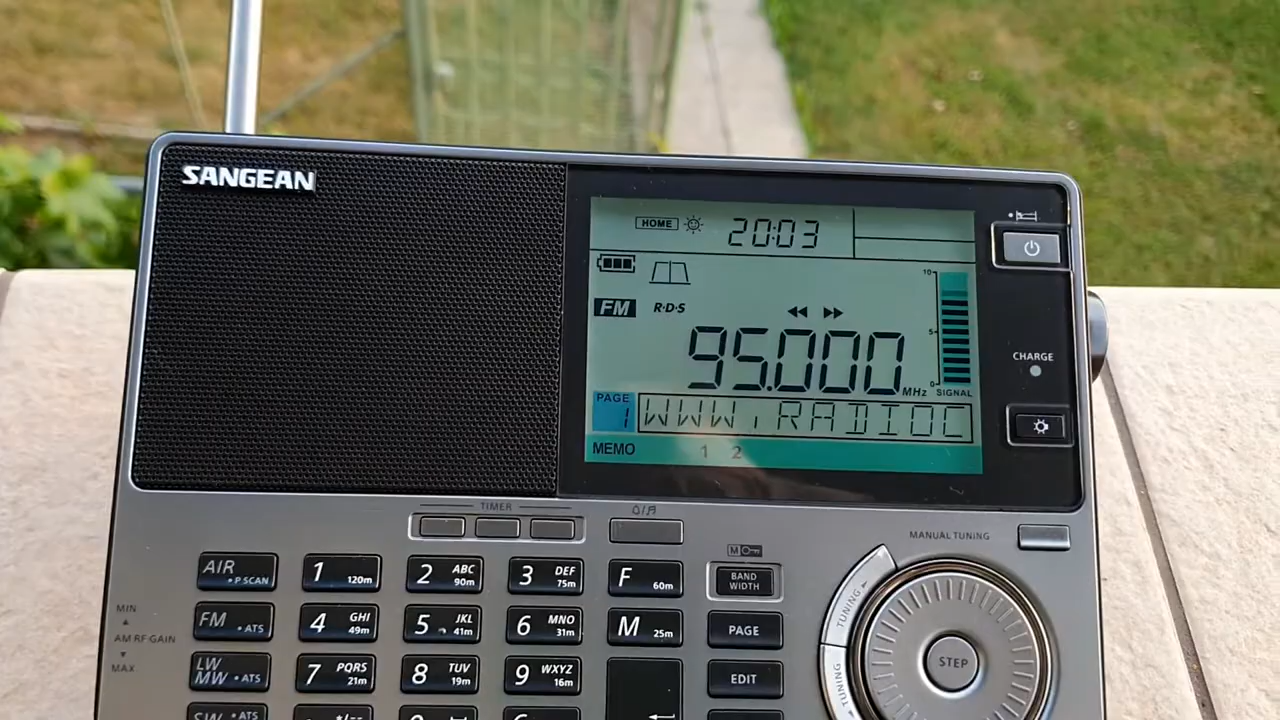 SANGEAN
HOME 20:03
FM R·D·S
95.000 MHz
10
5
0
SIGNAL
PAGE 1
WWW.RADIOC
MEMO 1 2
CHARGE
TIMER
MANUAL TUNING
AIR • P SCAN
1 120m
2 ABC 90m
3 DEF 75m
F 60m
BAND WIDTH
M
FM • ATS
4 GHI 49m
5 JKL 41m
6 MNO 31m
M 25m
PAGE
MIN
AM RF GAIN
MAX
LW MW • ATS
7 PQRS 21m
8 TUV 19m
9 WXYZ 16m
EDIT
TUNING
TUNING
STEP
SW • ATS